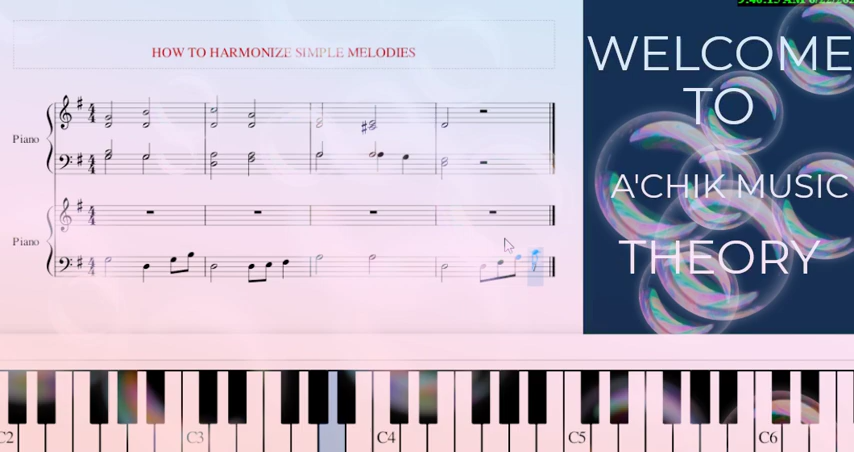 HOW TO HARMONIZE SIMPLE MELODIES
WELCOME
TO
A'CHIK MUSIC
THEORY
Piano
Piano
C2
C3
C4
C5
C6